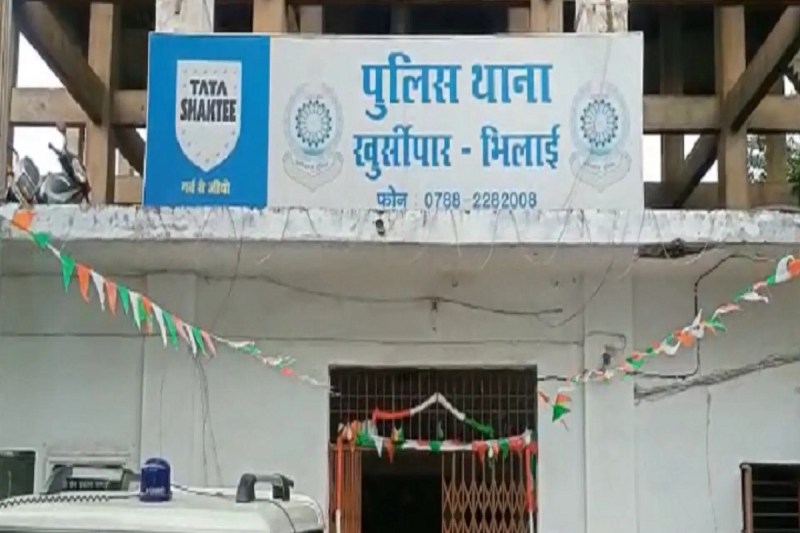 TATA
SHAKTEE
गर्व से जीयो
पुलिस थाना
खुर्सीपार - भिलाई
फोन : 0788-2282008